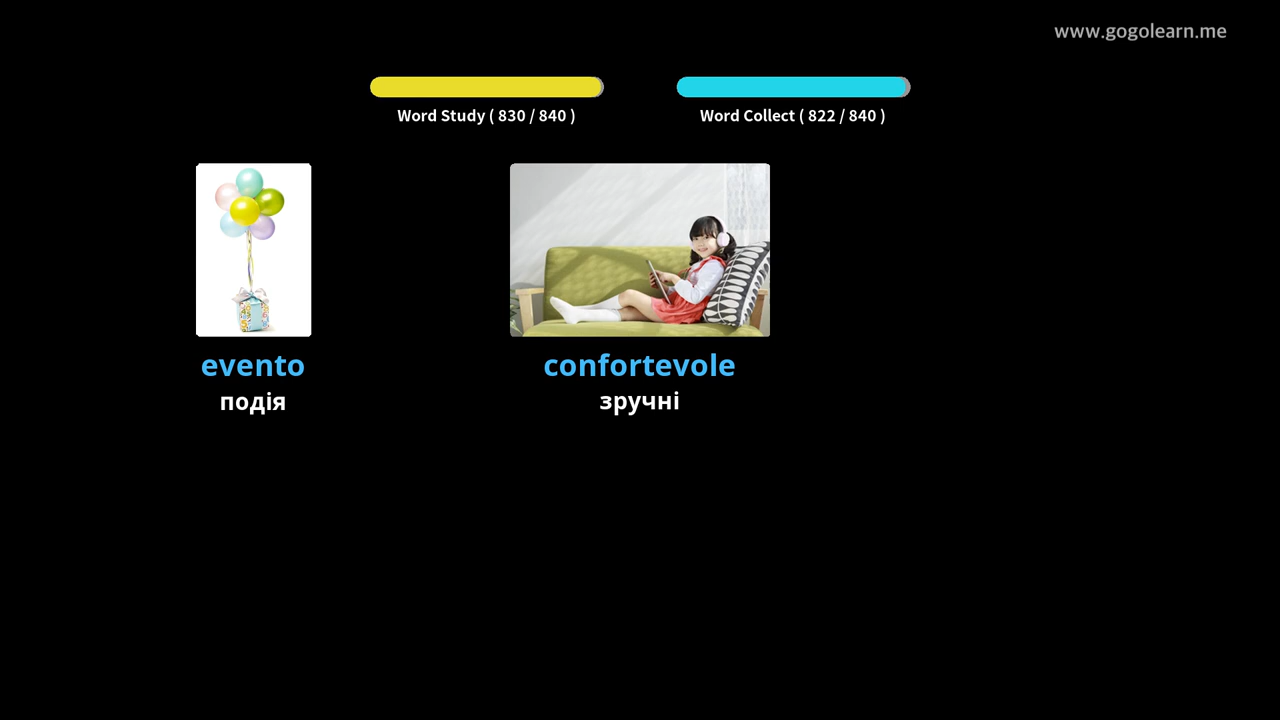 www.gogolearn.me
Word Study ( 830 / 840 )
Word Collect ( 822 / 840 )
evento
подія
confortevole
зручні